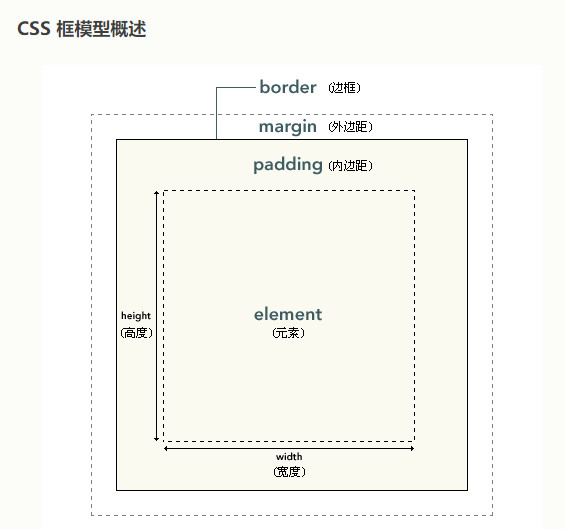 CSS 框模型概述
border (边框)
margin (外边距)
padding (内边距)
height
(高度)
element
(元素)
width
(宽度)